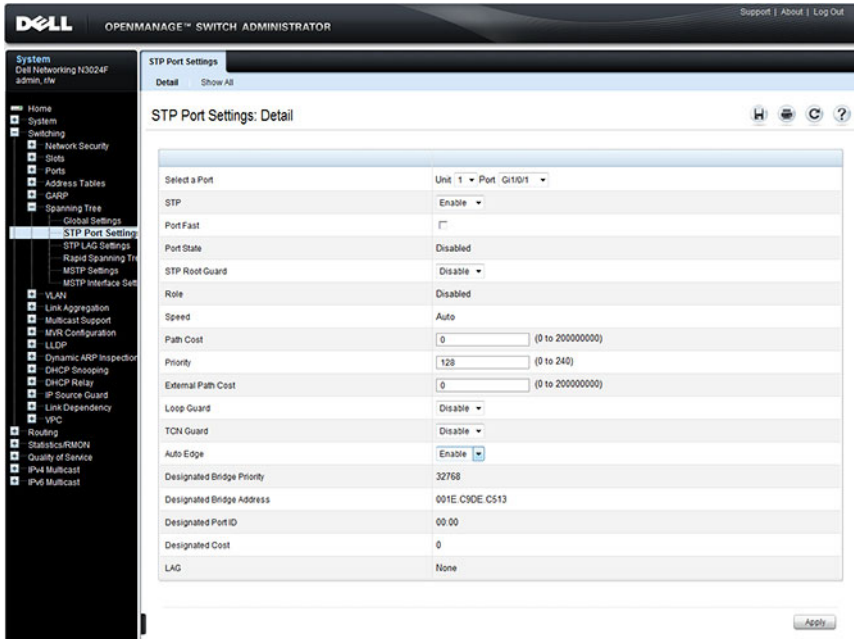 Support | About | Log Out
DELL OPENMANAGE™ SWITCH ADMINISTRATOR
System
Dell Networking N3024F
admin, r/w
Home
System
Switching
Network Security
Slots
Ports
Address Tables
GARP
Spanning Tree
Global Settings
STP Port Setting
STP LAG Settings
Rapid Spanning Tre
MSTP Settings
MSTP Interface Sett
VLAN
Link Aggregation
Multicast Support
MVR Configuration
LLDP
Dynamic ARP Inspection
DHCP Snooping
DHCP Relay
IP Source Guard
Link Dependency
VPC
Routing
Statistics/RMON
Quality of Service
IPv4 Multicast
IPv6 Multicast
STP Port Settings
Detail Show All
STP Port Settings: Detail
Select a Port Unit 1 Port Gi1/0/1
STP Enable
Port Fast
Port State Disabled
STP Root Guard Disable
Role Disabled
Speed Auto
Path Cost 0 (0 to 200000000)
Priority 128 (0 to 240)
External Path Cost 0 (0 to 200000000)
Loop Guard Disable
TCN Guard Disable
Auto Edge Enable
Designated Bridge Priority 32768
Designated Bridge Address 001E.C9DE.C513
Designated Port ID 00:00
Designated Cost 0
LAG None
Apply